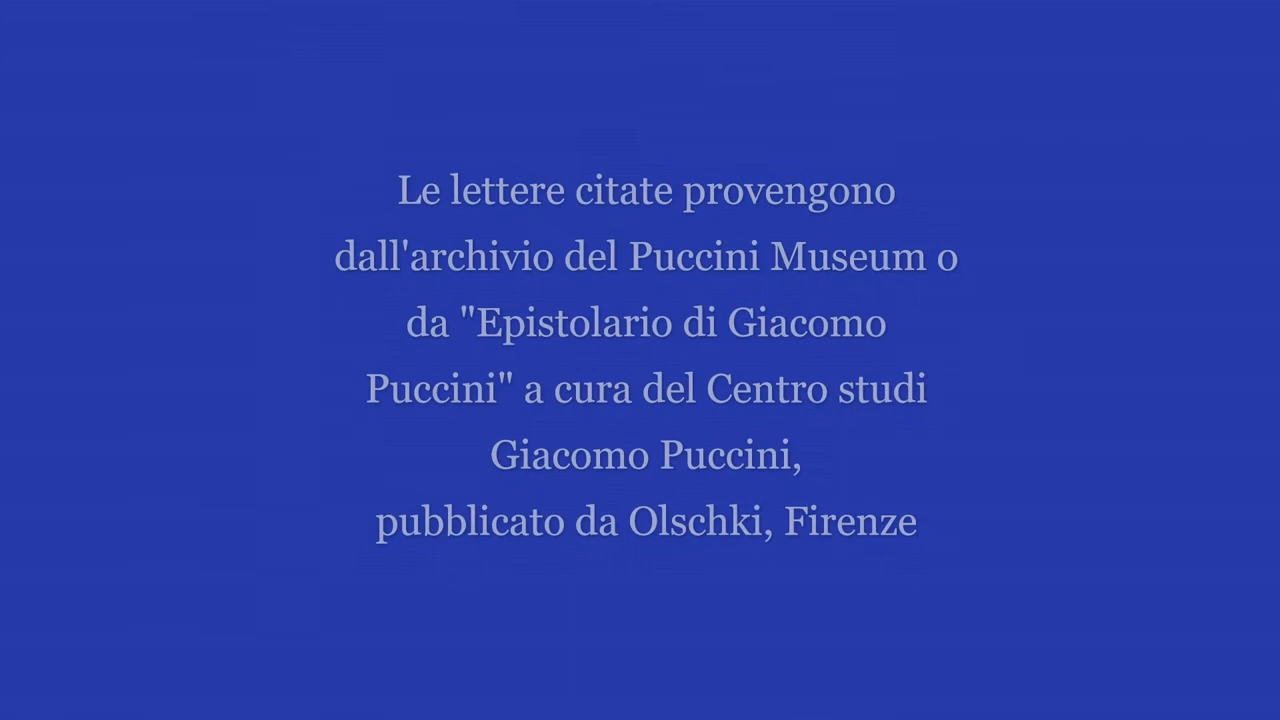 Le lettere citate provengono
dall'archivio del Puccini Museum o
da "Epistolario di Giacomo
Puccini" a cura del Centro studi
Giacomo Puccini,
pubblicato da Olschki, Firenze